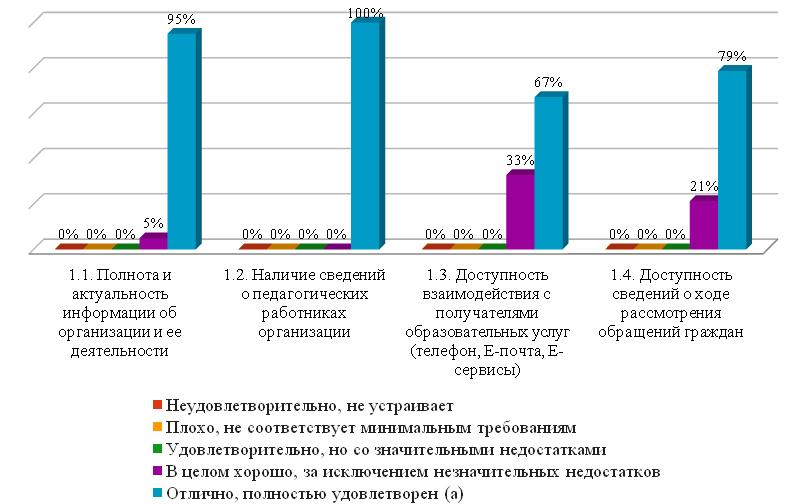 95%
100%
67%
79%
33%
21%
5%
0% 0% 0%
0% 0% 0% 0%
0% 0% 0%
0% 0% 0%
1.1. Полнота и
актуальность
информации об
организации и ее
деятельности
1.2. Наличие сведений
о педагогических
работниках
организации
1.3. Доступность
взаимодействия с
получателями
образовательных услуг
(телефон, Е-почта, Е-
сервисы)
1.4. Доступность
сведений о ходе
рассмотрения
обращений граждан
Неудовлетворительно, не устраивает
Плохо, не соответствует минимальным требованиям
Удовлетворительно, но со значительными недостатками
В целом хорошо, за исключением незначительных недостатков
Отлично, полностью удовлетворен (а)